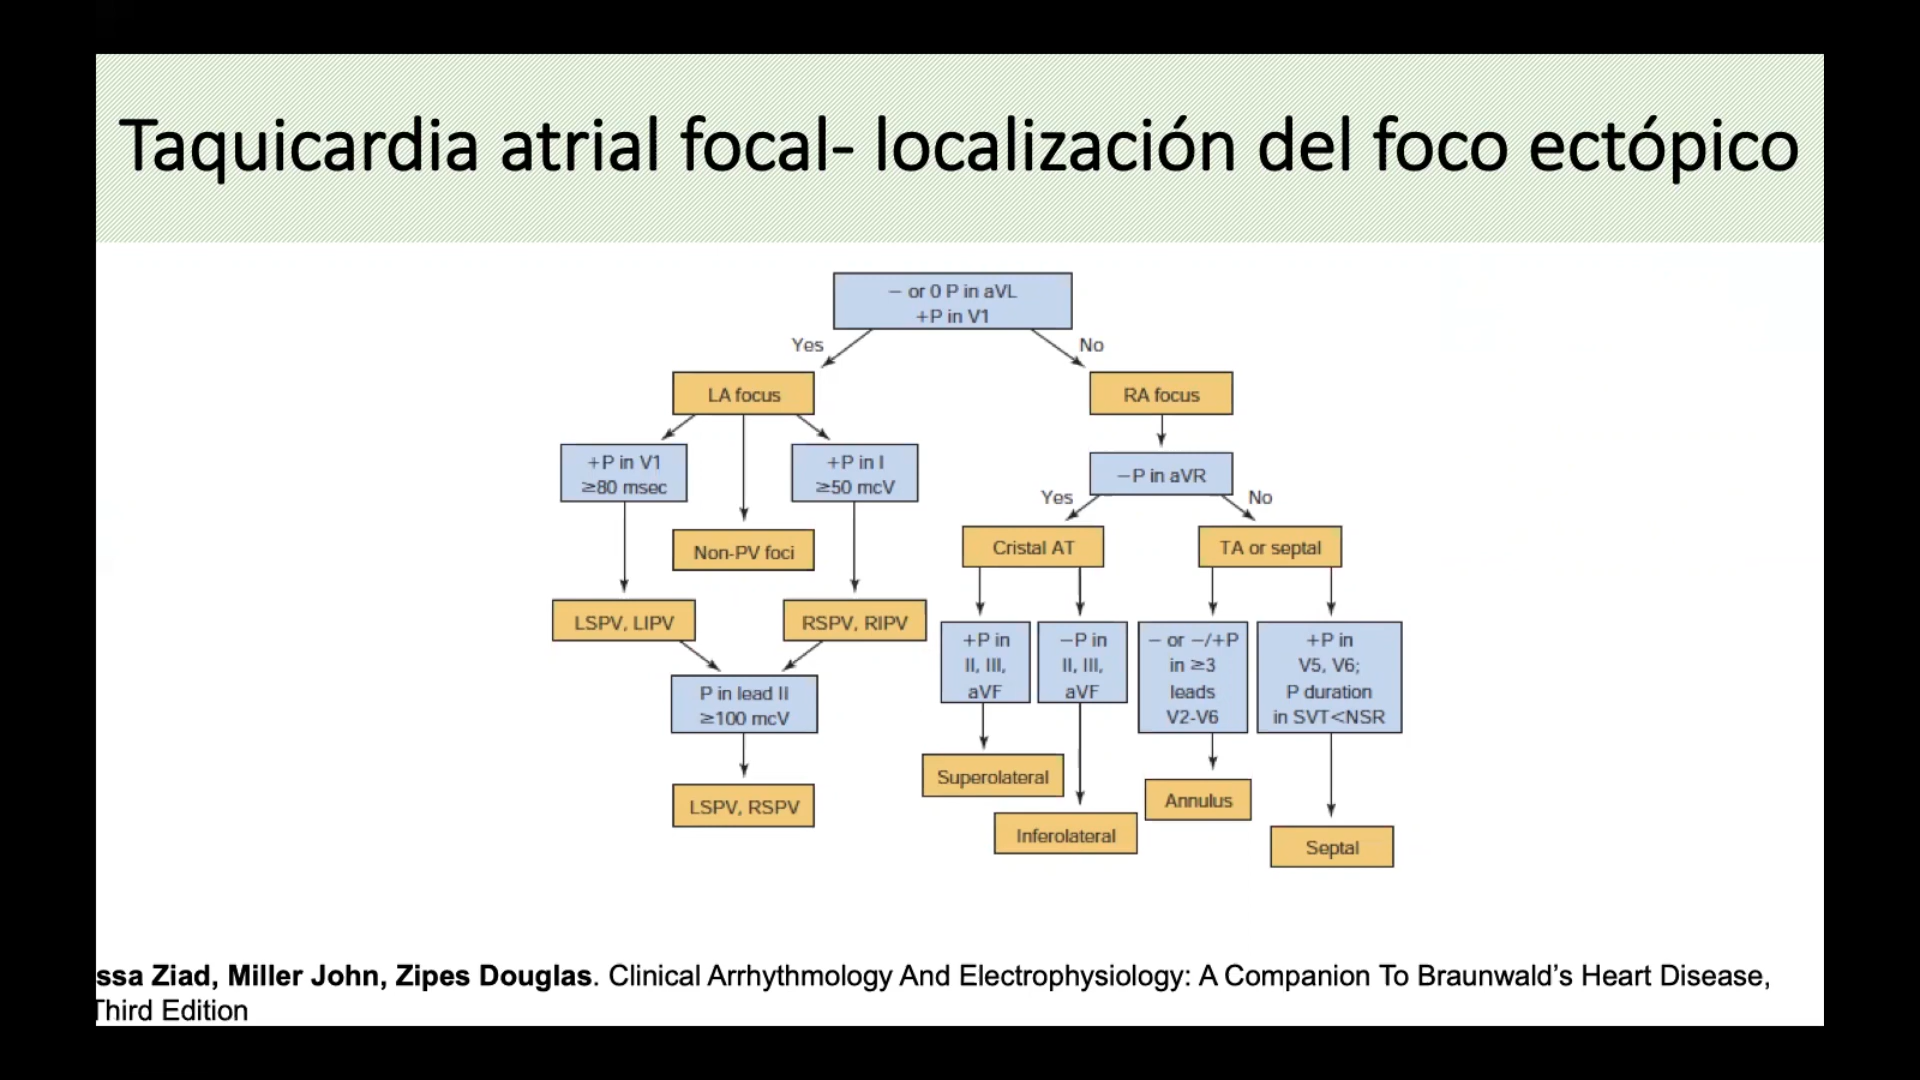 Taquicardia atrial focal- localización del foco ectópico
− or 0 P in aVL
+P in V1
Yes
No
LA focus
RA focus
+P in V1
≥80 msec
+P in I
≥50 mcV
−P in aVR
Yes
No
Non-PV foci
Cristal AT
TA or septal
LSPV, LIPV
RSPV, RIPV
+P in
II, III,
aVF
−P in
II, III,
aVF
− or −/+P
in ≥3
leads
V2-V6
+P in
V5, V6;
P duration
in SVT<NSR
P in lead II
≥100 mcV
LSPV, RSPV
Superolateral
Inferolateral
Annulus
Septal
ssa Ziad, Miller John, Zipes Douglas. Clinical Arrhythmology And Electrophysiology: A Companion To Braunwald’s Heart Disease,
Third Edition